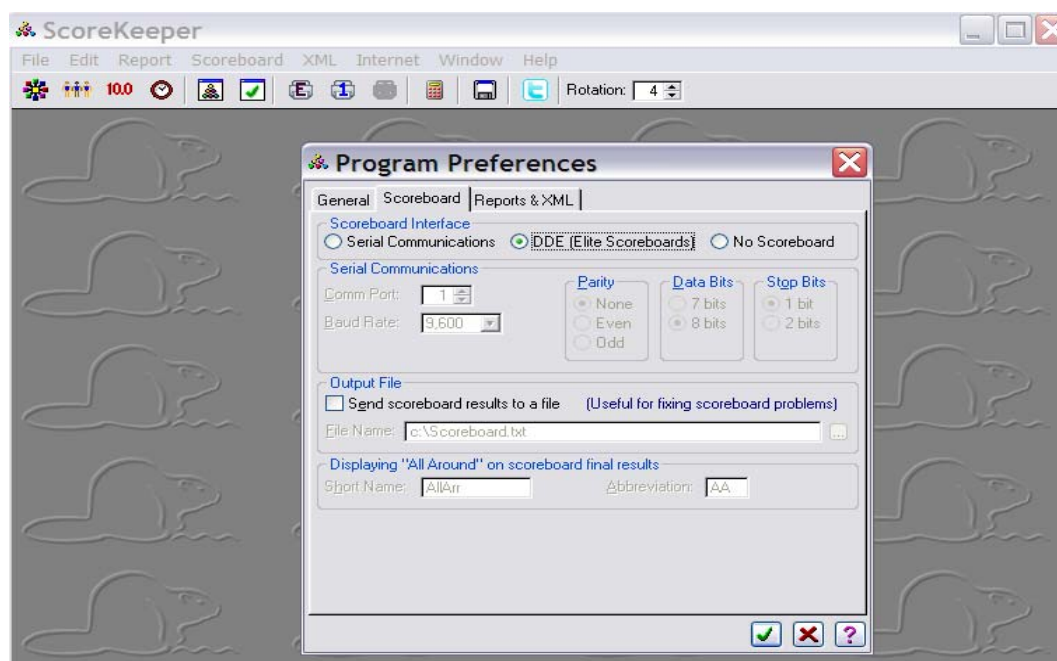 ScoreKeeper
File Edit Report Scoreboard XML Internet Window Help
10.0 E 1 Rotation: 4
Program Preferences
General Scoreboard Reports & XML
Scoreboard Interface
Serial Communications DDE (Elite Scoreboards) No Scoreboard
Serial Communications
Comm Port: 1
Baud Rate: 9,600
Parity
None
Even
Odd
Data Bits
7 bits
8 bits
Stop Bits
1 bit
2 bits
Output File
Send scoreboard results to a file (Useful for fixing scoreboard problems)
File Name: c:\Scoreboard.txt ...
Displaying "All Around" on scoreboard final results
Short Name: AllArr Abbreviation: AA
?